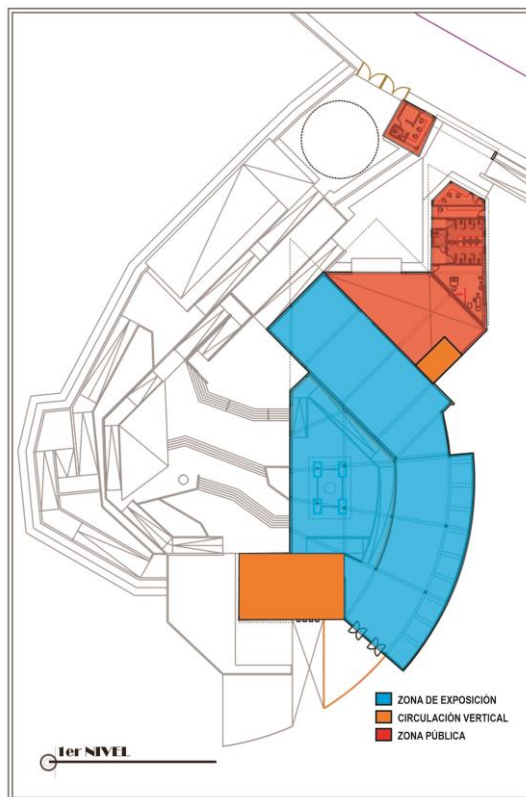 ZONA DE EXPOSICIÓN
CIRCULACIÓN VERTICAL
ZONA PÚBLICA
1er NIVEL